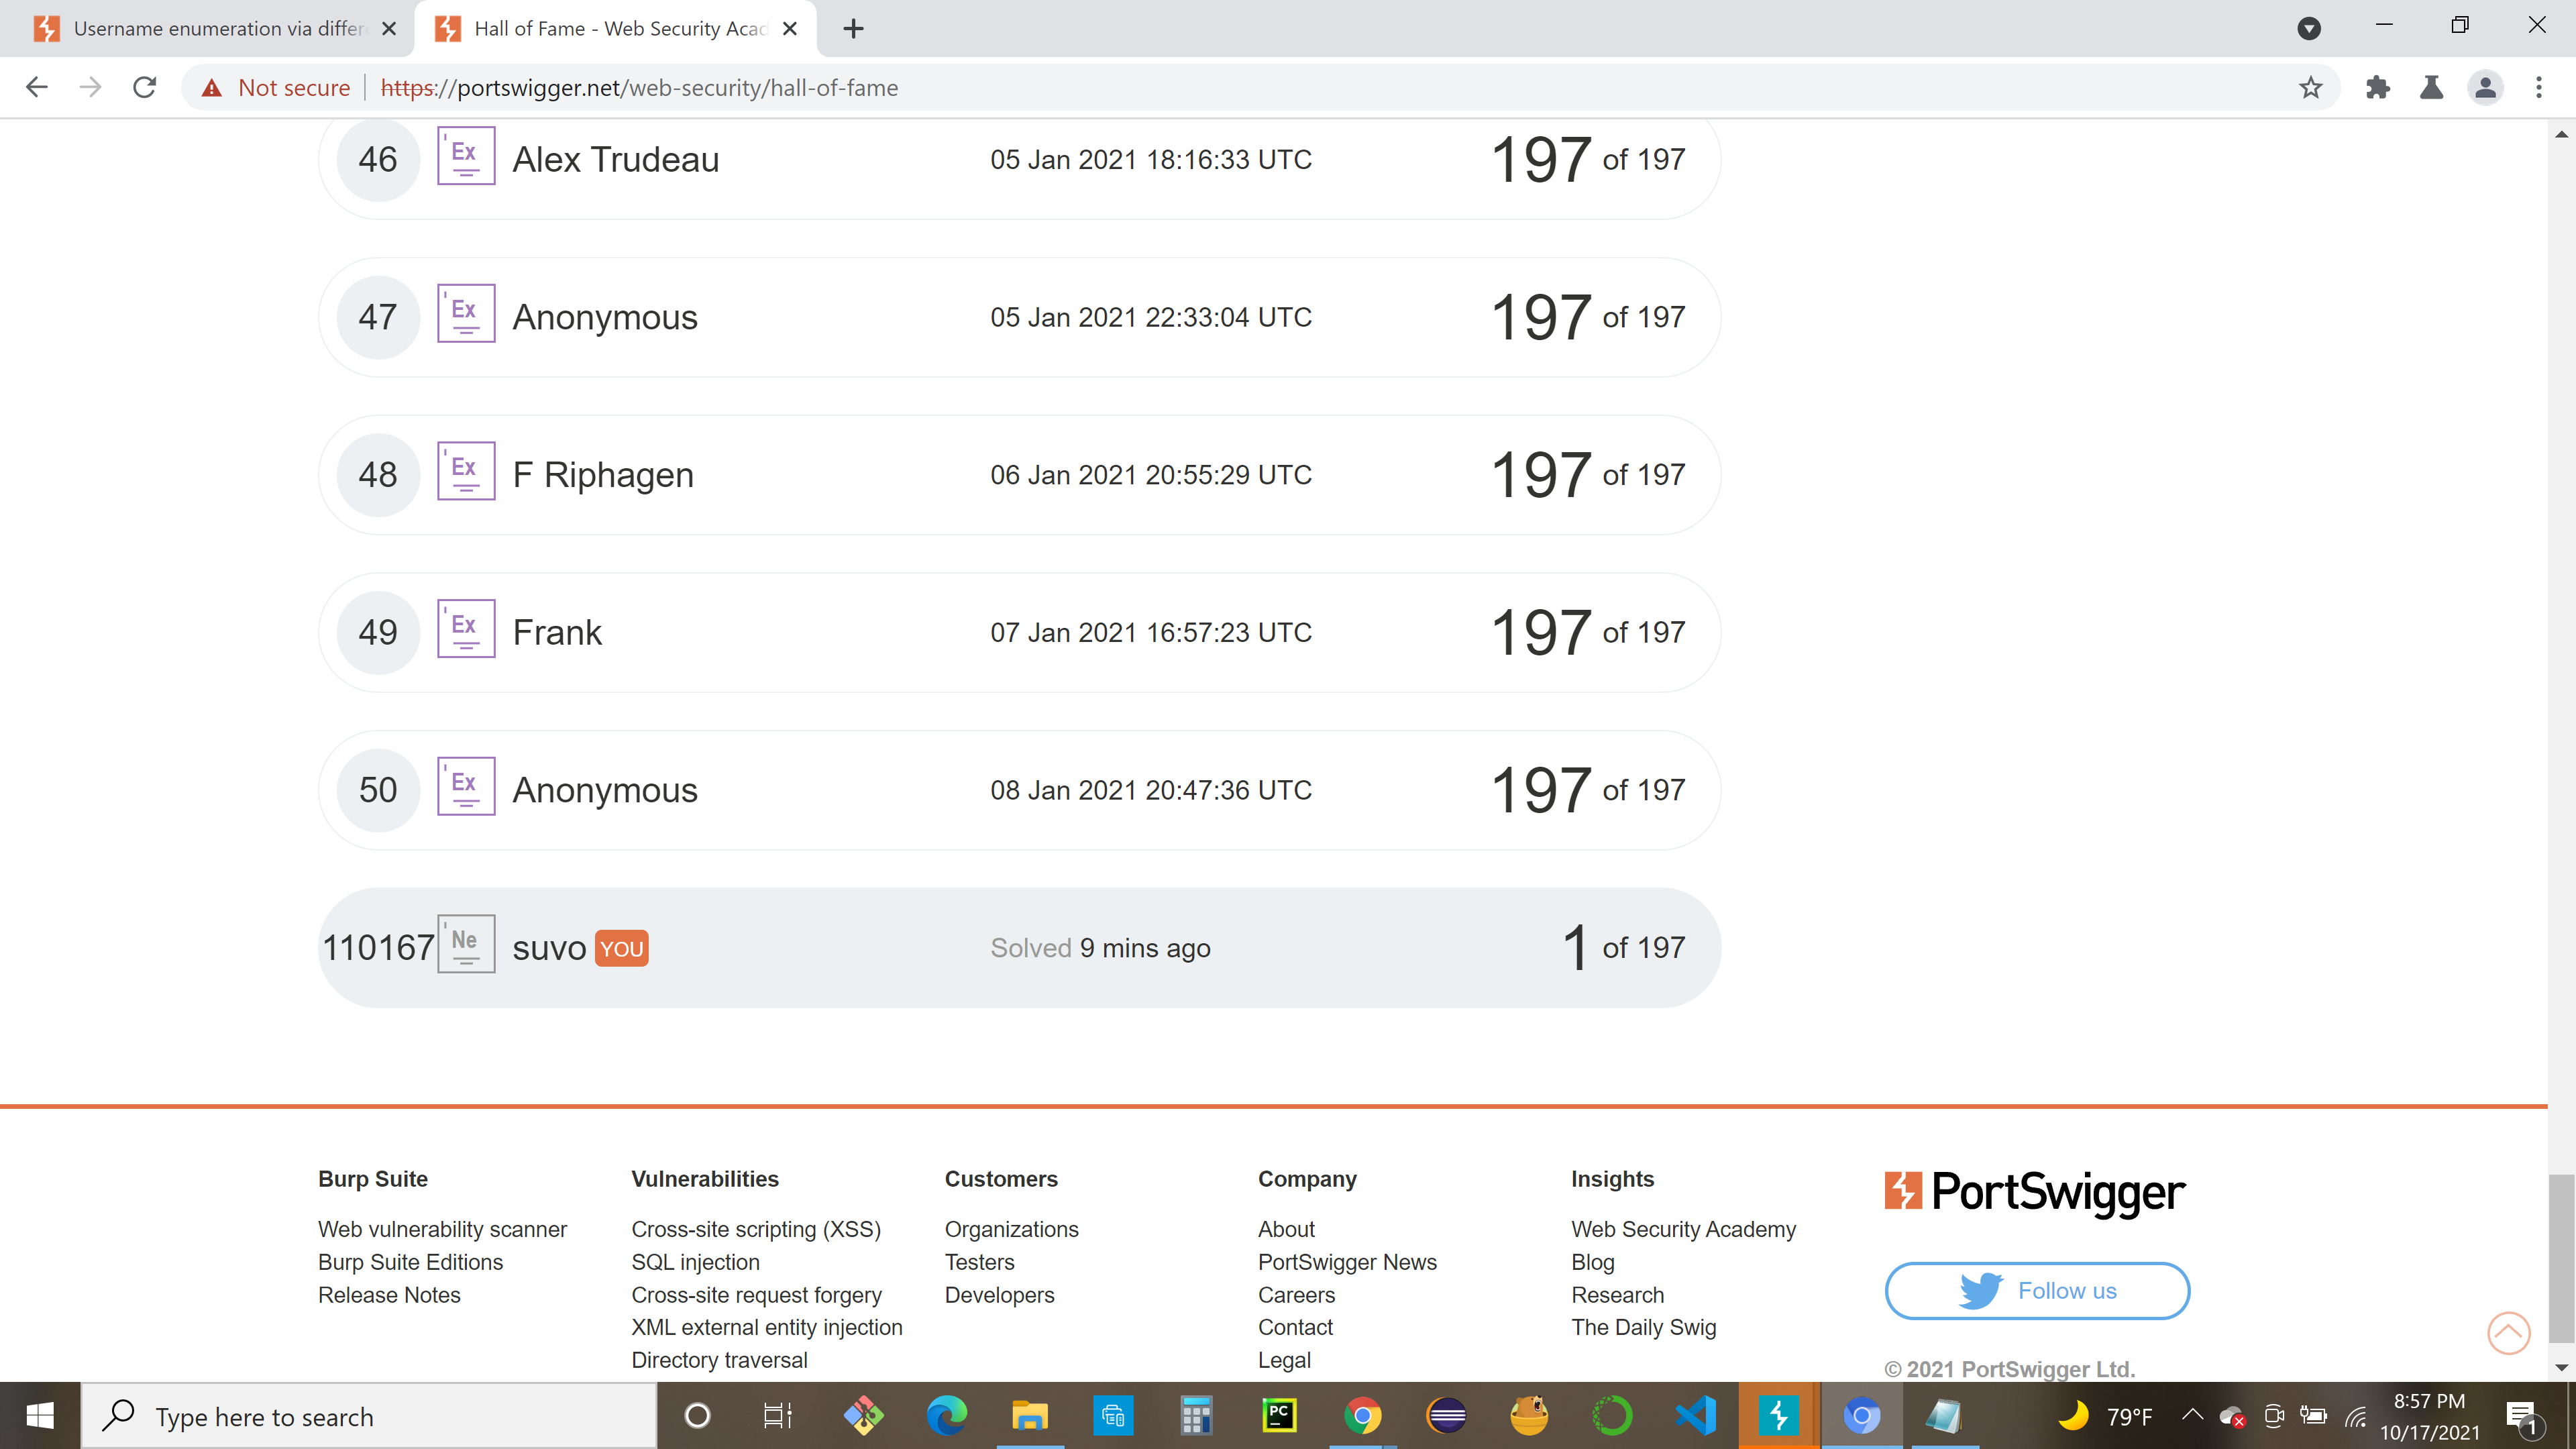 Username enumeration via differ
Hall of Fame - Web Security Acad
Not secure
https://portswigger.net/web-security/hall-of-fame
46 Ex Alex Trudeau 05 Jan 2021 18:16:33 UTC 197 of 197
47 Ex Anonymous 05 Jan 2021 22:33:04 UTC 197 of 197
48 Ex F Riphagen 06 Jan 2021 20:55:29 UTC 197 of 197
49 Ex Frank 07 Jan 2021 16:57:23 UTC 197 of 197
50 Ex Anonymous 08 Jan 2021 20:47:36 UTC 197 of 197
110167 Ne suvo YOU Solved 9 mins ago 1 of 197
Burp Suite
Web vulnerability scanner
Burp Suite Editions
Release Notes
Vulnerabilities
Cross-site scripting (XSS)
SQL injection
Cross-site request forgery
XML external entity injection
Directory traversal
Customers
Organizations
Testers
Developers
Company
About
PortSwigger News
Careers
Contact
Legal
Insights
Web Security Academy
Blog
Research
The Daily Swig
PortSwigger
Follow us
© 2021 PortSwigger Ltd.
Type here to search
PC
79°F
8:57 PM
10/17/2021
1